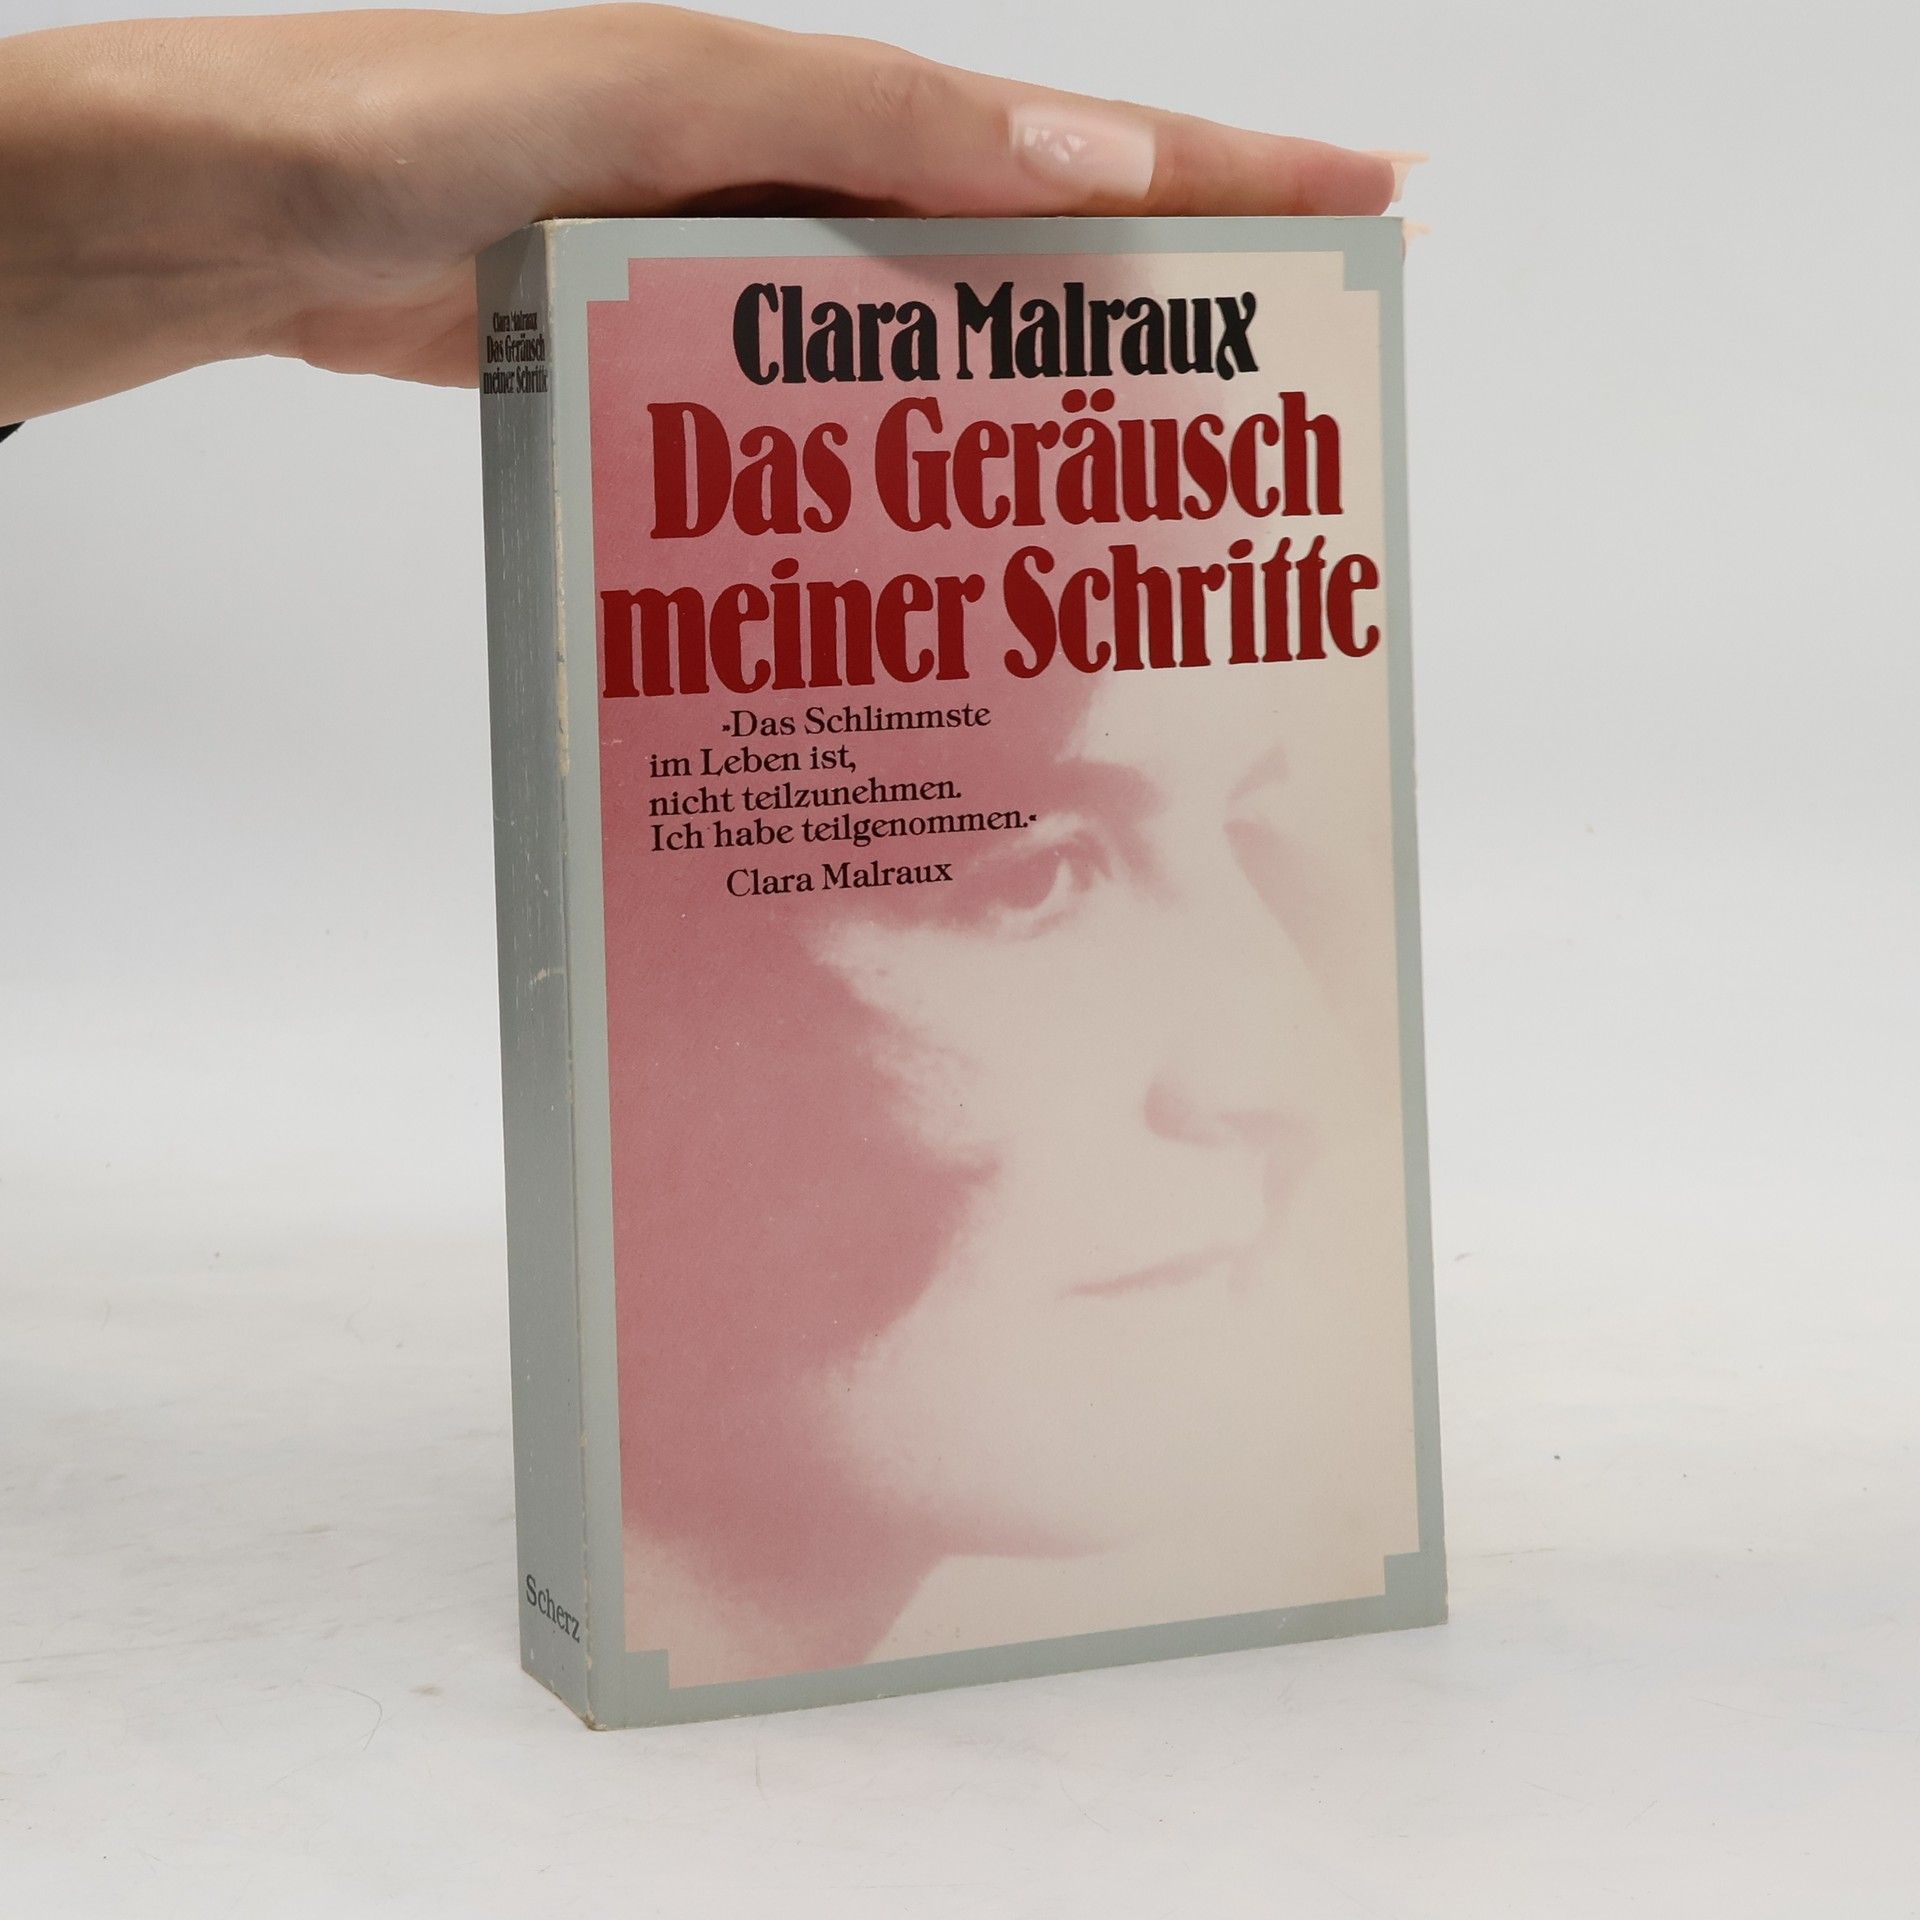 Clara Malraux
Das Geräusch
meiner Schritte
»Das Schlimmste
im Leben ist,
nicht teilzunehmen.
Ich habe teilgenommen.«
Clara Malraux
Clara Malraux
Das Geräusch
meiner Schritte
Scherz